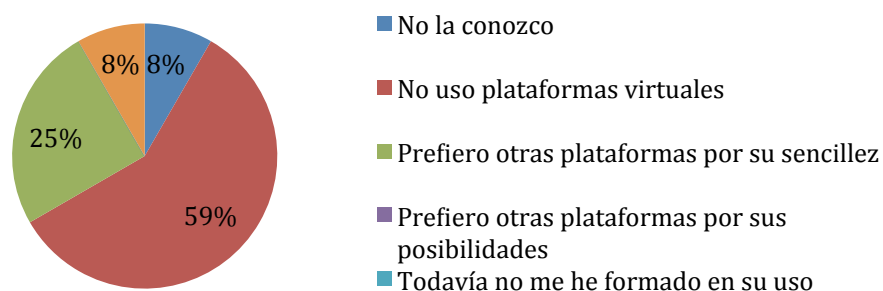 8%
8%
25%
59%
No la conozco
No uso plataformas virtuales
Prefiero otras plataformas por su sencillez
Prefiero otras plataformas por sus
posibilidades
Todavía no me he formado en su uso